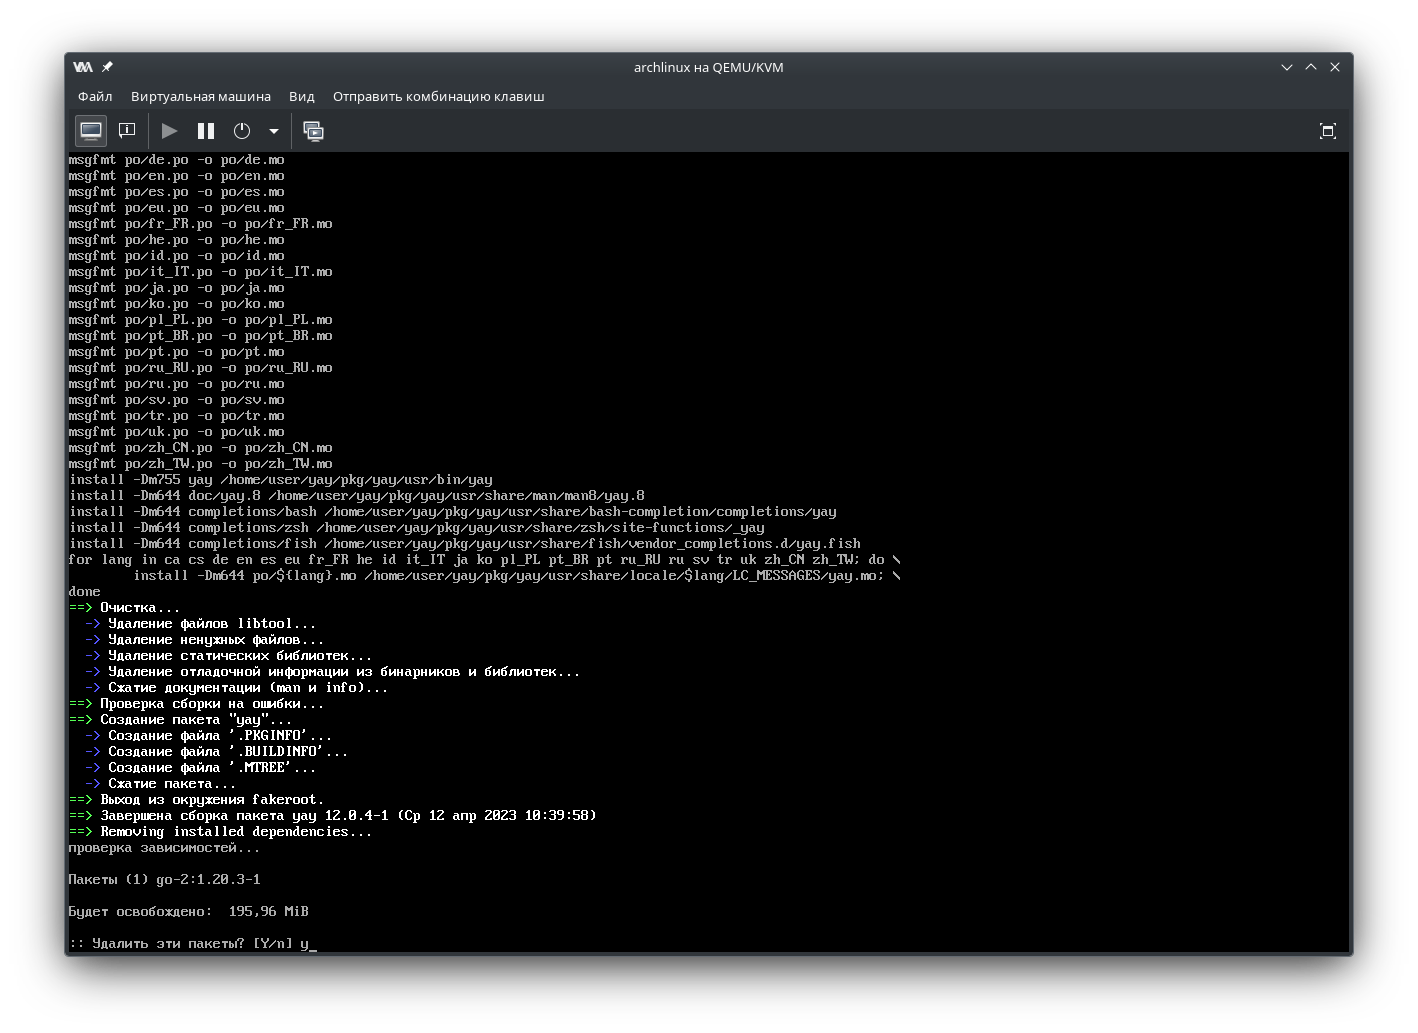 archlinux на QEMU/KVM
Файл Виртуальная машина Вид Отправить комбинацию клавиш
msgfmt po/de.po -o po/de.mo
msgfmt po/en.po -o po/en.mo
msgfmt po/es.po -o po/es.mo
msgfmt po/eu.po -o po/eu.mo
msgfmt po/fr_FR.po -o po/fr_FR.mo
msgfmt po/he.po -o po/he.mo
msgfmt po/id.po -o po/id.mo
msgfmt po/it_IT.po -o po/it_IT.mo
msgfmt po/ja.po -o po/ja.mo
msgfmt po/ko.po -o po/ko.mo
msgfmt po/pl_PL.po -o po/pl_PL.mo
msgfmt po/pt_BR.po -o po/pt_BR.mo
msgfmt po/pt.po -o po/pt.mo
msgfmt po/ru_RU.po -o po/ru_RU.mo
msgfmt po/ru.po -o po/ru.mo
msgfmt po/sv.po -o po/sv.mo
msgfmt po/tr.po -o po/tr.mo
msgfmt po/uk.po -o po/uk.mo
msgfmt po/zh_CN.po -o po/zh_CN.mo
msgfmt po/zh_TW.po -o po/zh_TW.mo
install -Dm755 yay /home/user/yay/pkg/yay/usr/bin/yay
install -Dm644 doc/yay.8 /home/user/yay/pkg/yay/usr/share/man/man8/yay.8
install -Dm644 completions/bash /home/user/yay/pkg/yay/usr/share/bash-completion/completions/yay
install -Dm644 completions/zsh /home/user/yay/pkg/yay/usr/share/zsh/site-functions/_yay
install -Dm644 completions/fish /home/user/yay/pkg/yay/usr/share/fish/vendor_completions.d/yay.fish
for lang in ca cs de en es eu fr_FR he id it_IT ja ko pl_PL pt_BR pt ru_RU ru sv tr uk zh_CN zh_TW; do \
install -Dm644 po/${lang}.mo /home/user/yay/pkg/yay/usr/share/locale/$lang/LC_MESSAGES/yay.mo; \
done
==> Очистка...
-> Удаление файлов libtool...
-> Удаление ненужных файлов...
-> Удаление статических библиотек...
-> Удаление отладочной информации из бинарников и библиотек...
-> Сжатие документации (man и info)...
==> Проверка сборки на ошибки...
==> Создание пакета "yay"...
-> Создание файла '.PKGINFO'...
-> Создание файла '.BUILDINFO'...
-> Создание файла '.MTREE'...
-> Сжатие пакета...
==> Выход из окружения fakeroot.
==> Завершена сборка пакета yay 12.0.4-1 (Ср 12 апр 2023 10:39:58)
==> Removing installed dependencies...
проверка зависимостей...
Пакеты (1) go-2:1.20.3-1
Будет освобождено: 195,96 MiB
:: Удалить эти пакеты? [Y/n] y_